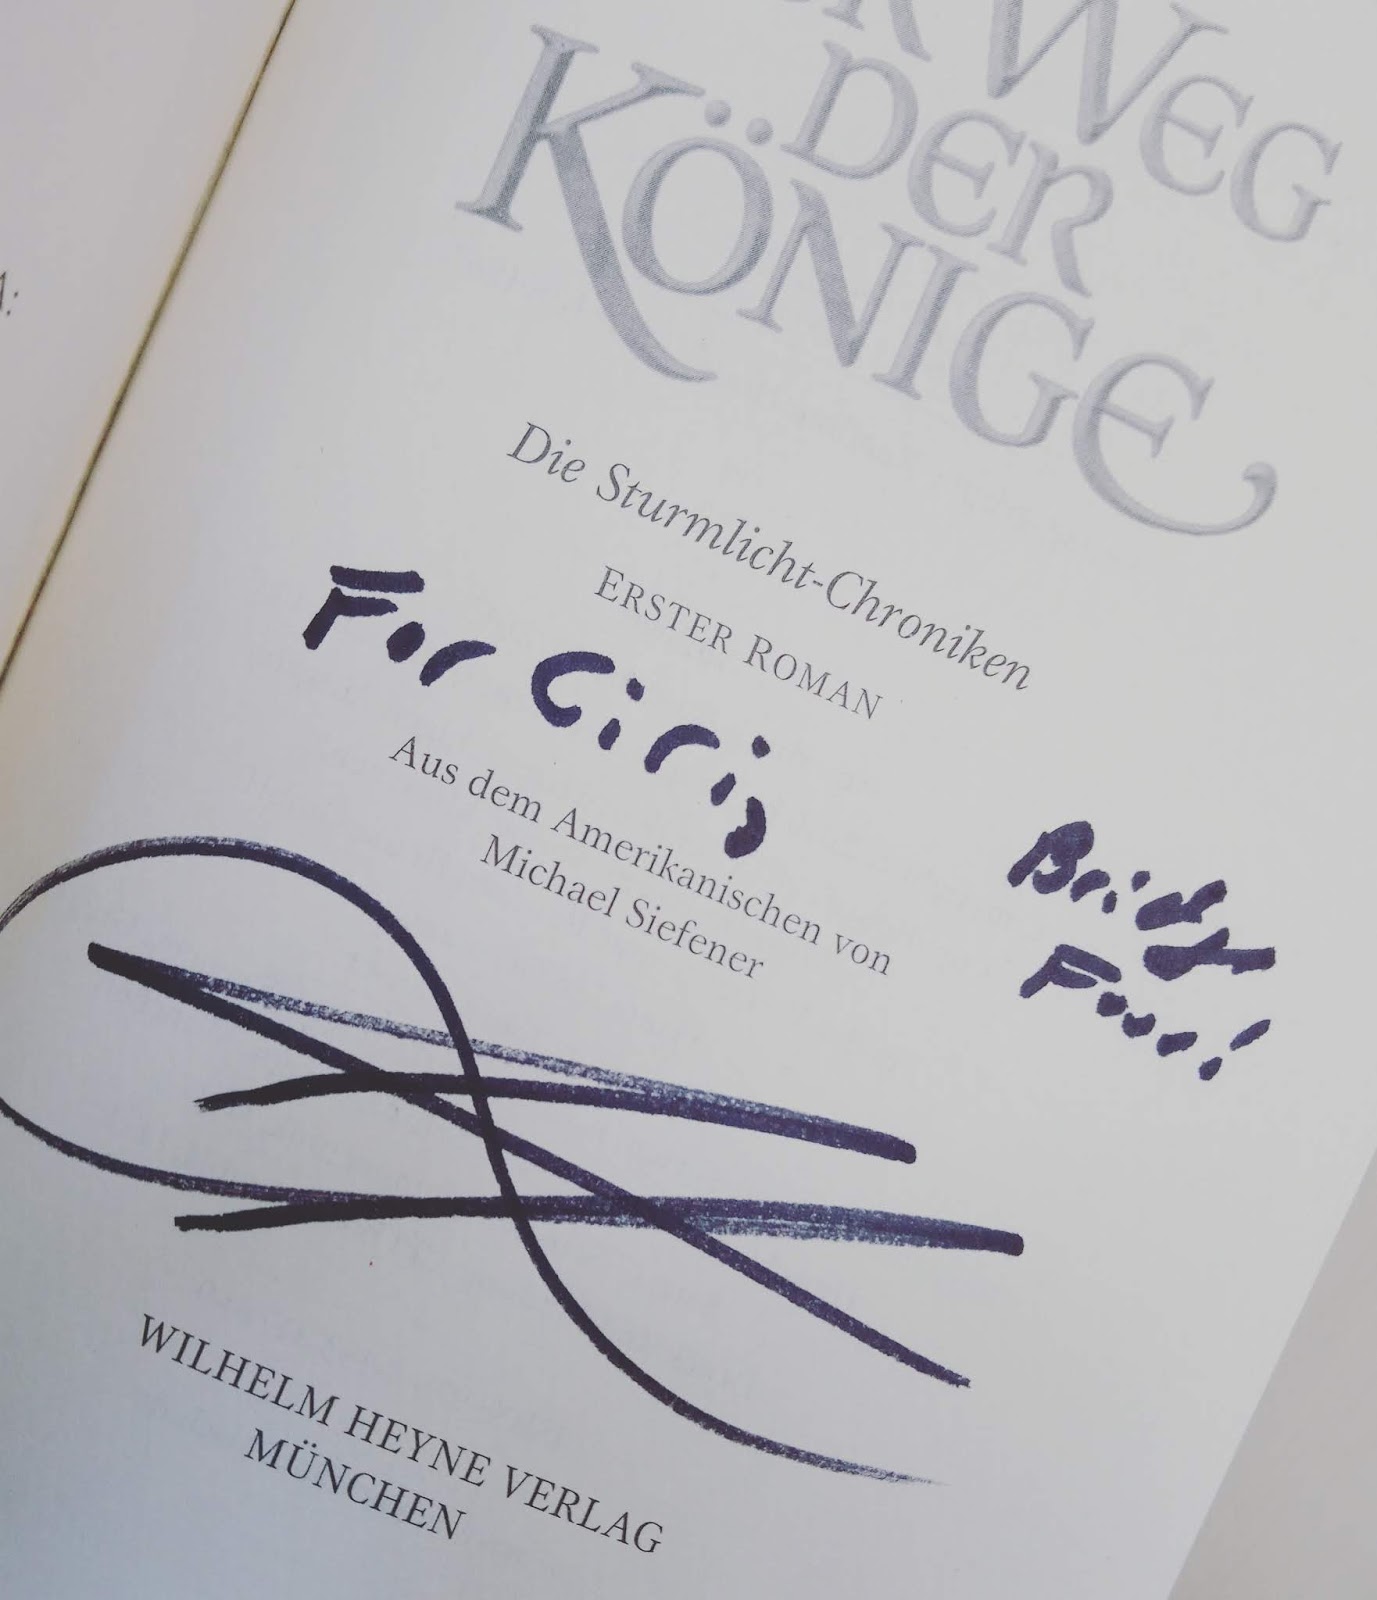 WEG
DER
KÖNIGE
Die Sturmlicht-Chroniken
ERSTER ROMAN
For Ciris
Aus dem Amerikanischen von
Michael Siefener
Bridge
Four!
WILHELM HEYNE VERLAG
MÜNCHEN